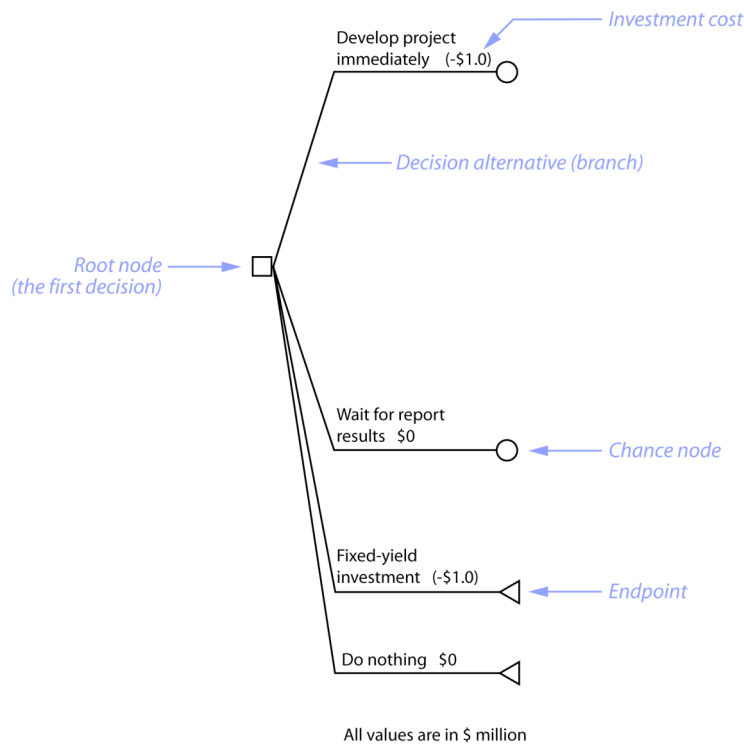 Investment cost
Develop project
immediately (-$1.0)
Decision alternative (branch)
Root node
(the first decision)
Wait for report
results $0
Chance node
Fixed-yield
investment (-$1.0)
Endpoint
Do nothing $0
All values are in $ million